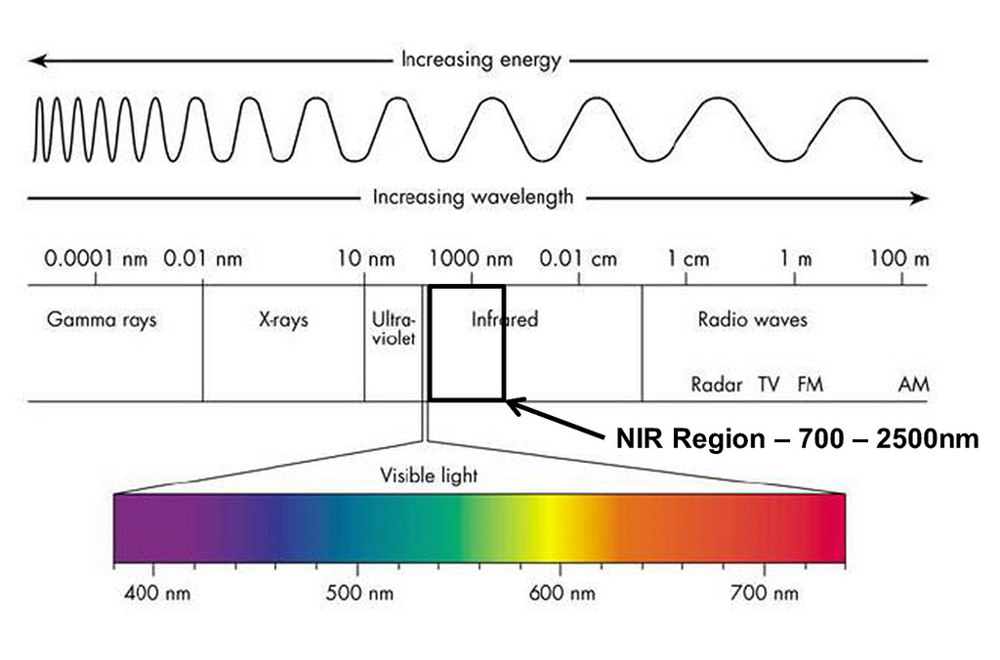 Increasing energy
Increasing wavelength
0.0001 nm 0.01 nm 10 nm 1000 nm 0.01 cm 1 cm 1 m 100 m
Gamma rays X-rays Ultra- Infrared Radio waves
violet
Radar TV FM AM
NIR Region – 700 – 2500nm
Visible light
400 nm 500 nm 600 nm 700 nm